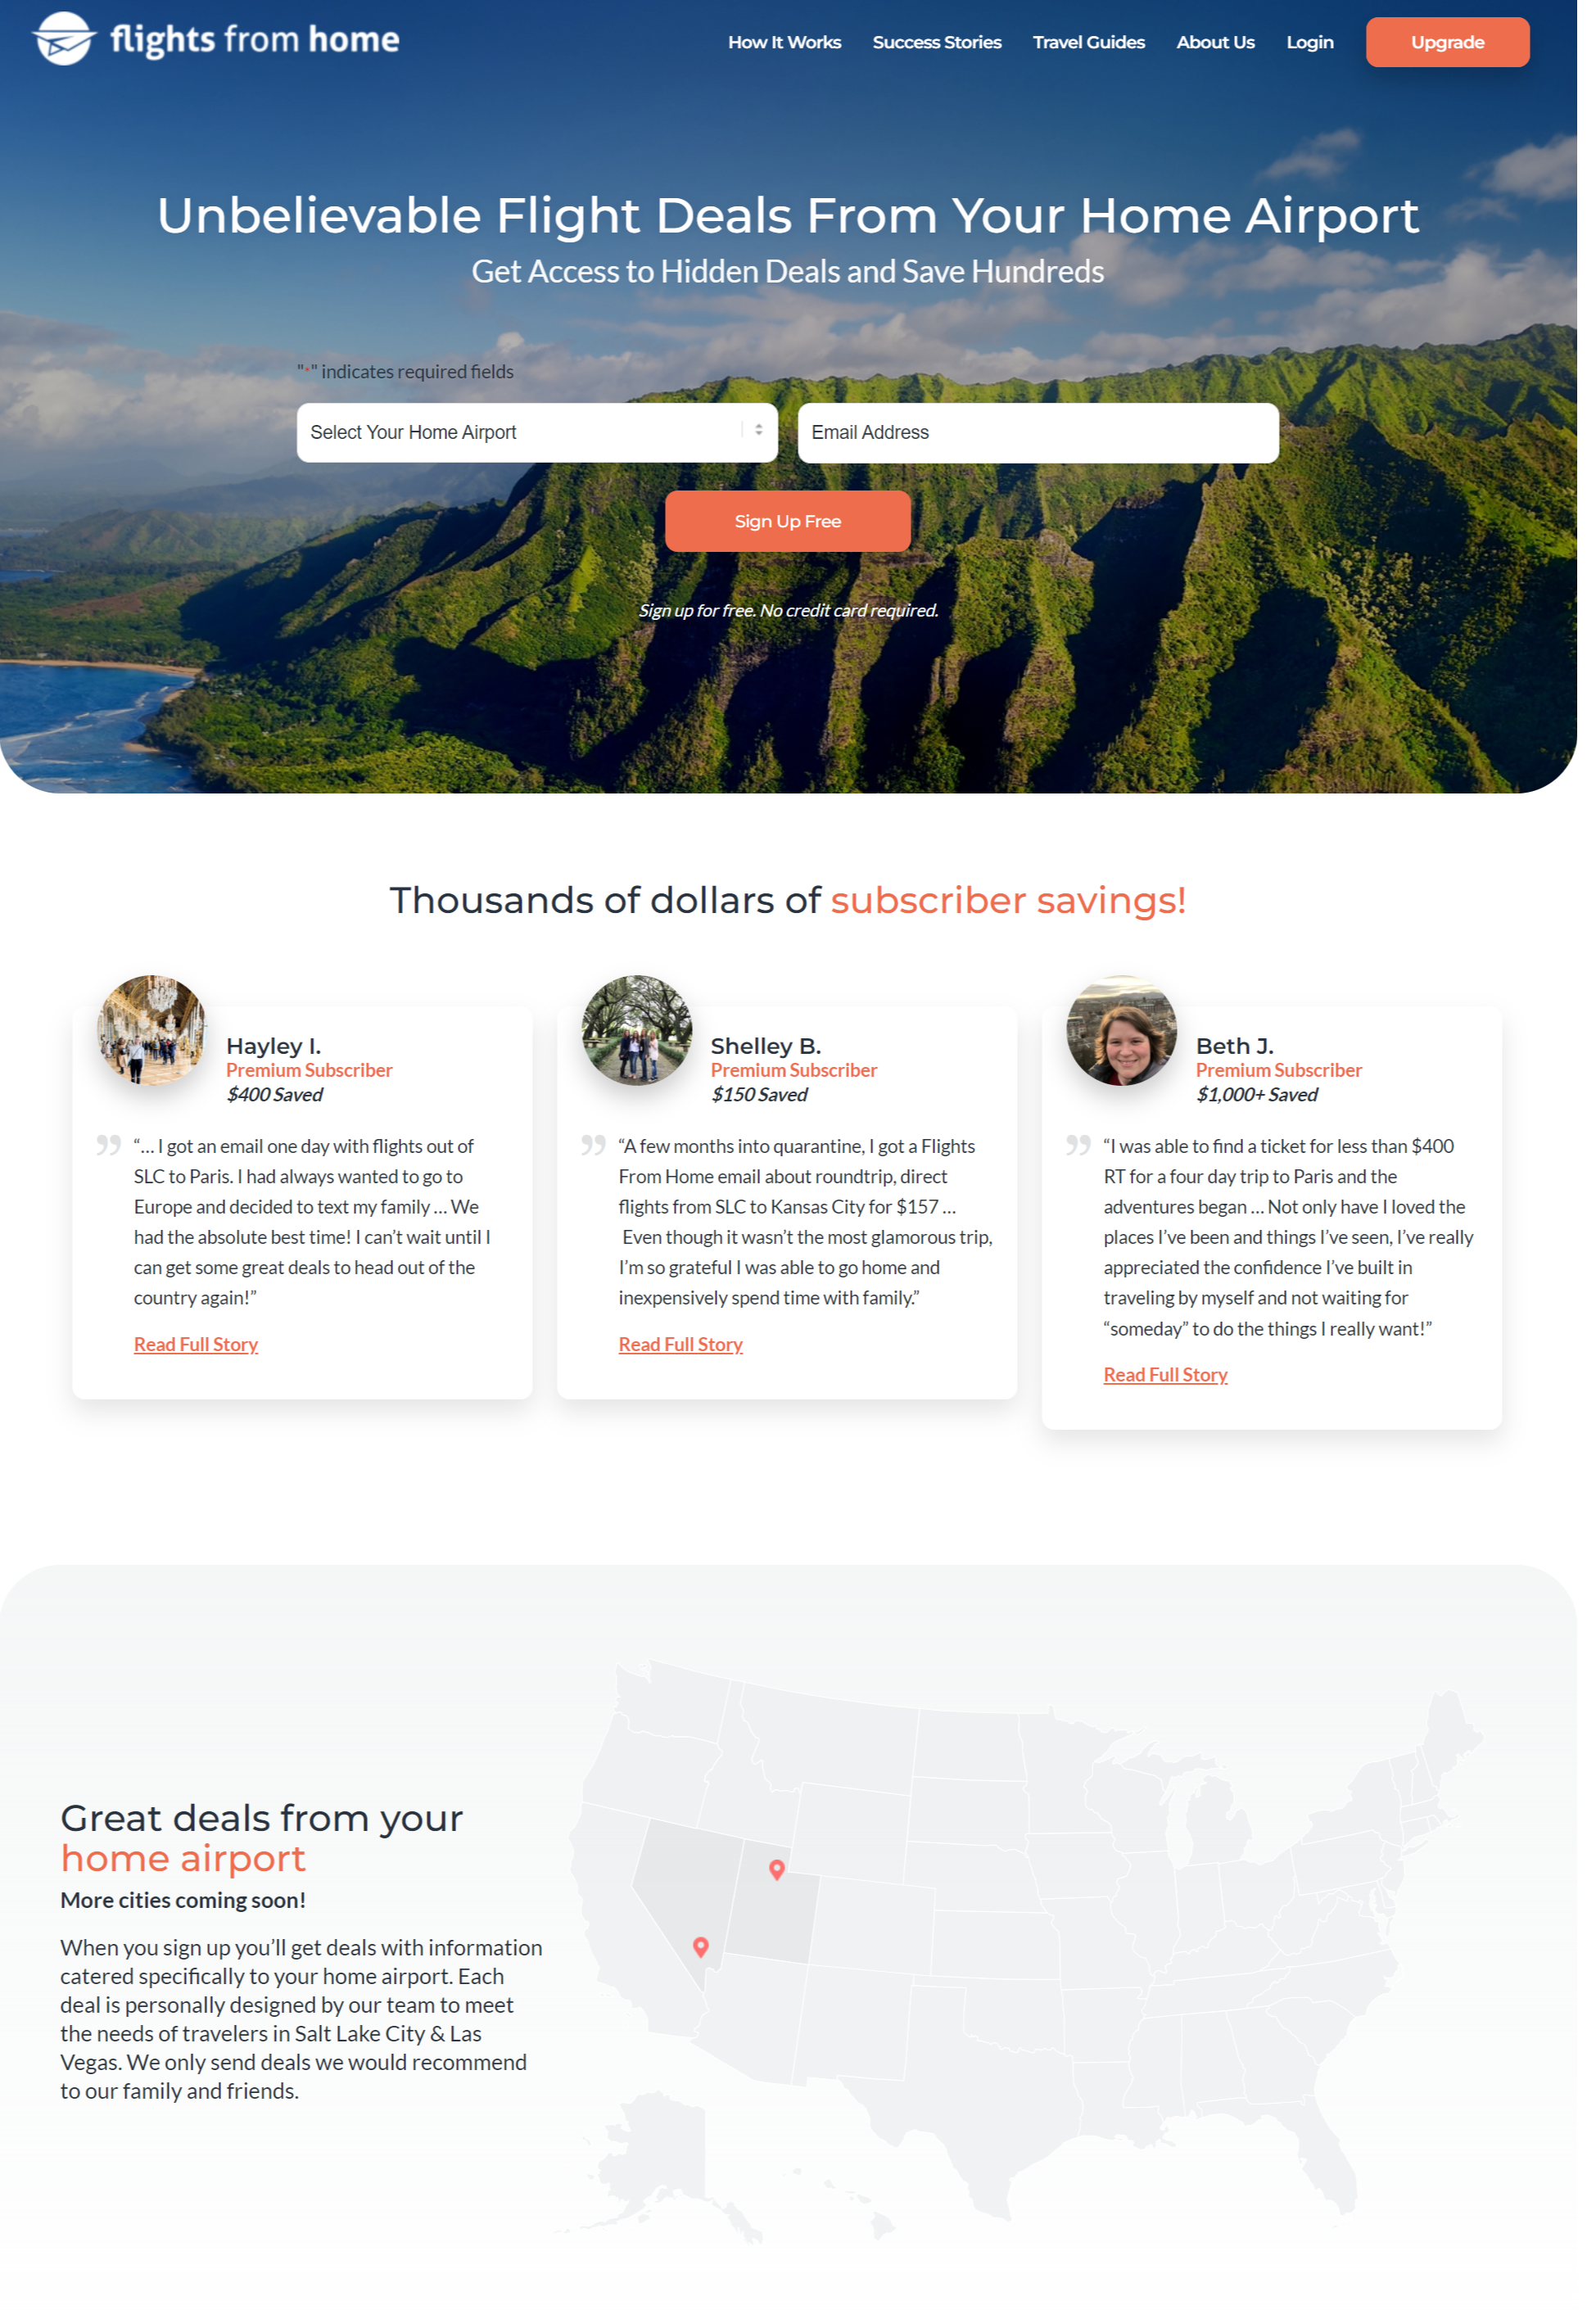 flights from home
How It Works
Success Stories
Travel Guides
About Us
Login
Upgrade
Unbelievable Flight Deals From Your Home Airport
Get Access to Hidden Deals and Save Hundreds
"*" indicates required fields
Select Your Home Airport
Email Address
Sign Up Free
Sign up for free. No credit card required.
Thousands of dollars of subscriber savings!
Hayley I.
Premium Subscriber
$400 Saved
“… I got an email one day with flights out of
SLC to Paris. I had always wanted to go to
Europe and decided to text my family … We
had the absolute best time! I can’t wait until I
can get some great deals to head out of the
country again!”
Read Full Story
Shelley B.
Premium Subscriber
$150 Saved
“A few months into quarantine, I got a Flights
From Home email about roundtrip, direct
flights from SLC to Kansas City for $157 …
Even though it wasn’t the most glamorous trip,
I’m so grateful I was able to go home and
inexpensively spend time with family.”
Read Full Story
Beth J.
Premium Subscriber
$1,000+ Saved
“I was able to find a ticket for less than $400
RT for a four day trip to Paris and the
adventures began … Not only have I loved the
places I’ve been and things I’ve seen, I’ve really
appreciated the confidence I’ve built in
traveling by myself and not waiting for
“someday” to do the things I really want!”
Read Full Story
Great deals from your
home airport
More cities coming soon!
When you sign up you’ll get deals with information
catered specifically to your home airport. Each
deal is personally designed by our team to meet
the needs of travelers in Salt Lake City & Las
Vegas. We only send deals we would recommend
to our family and friends.